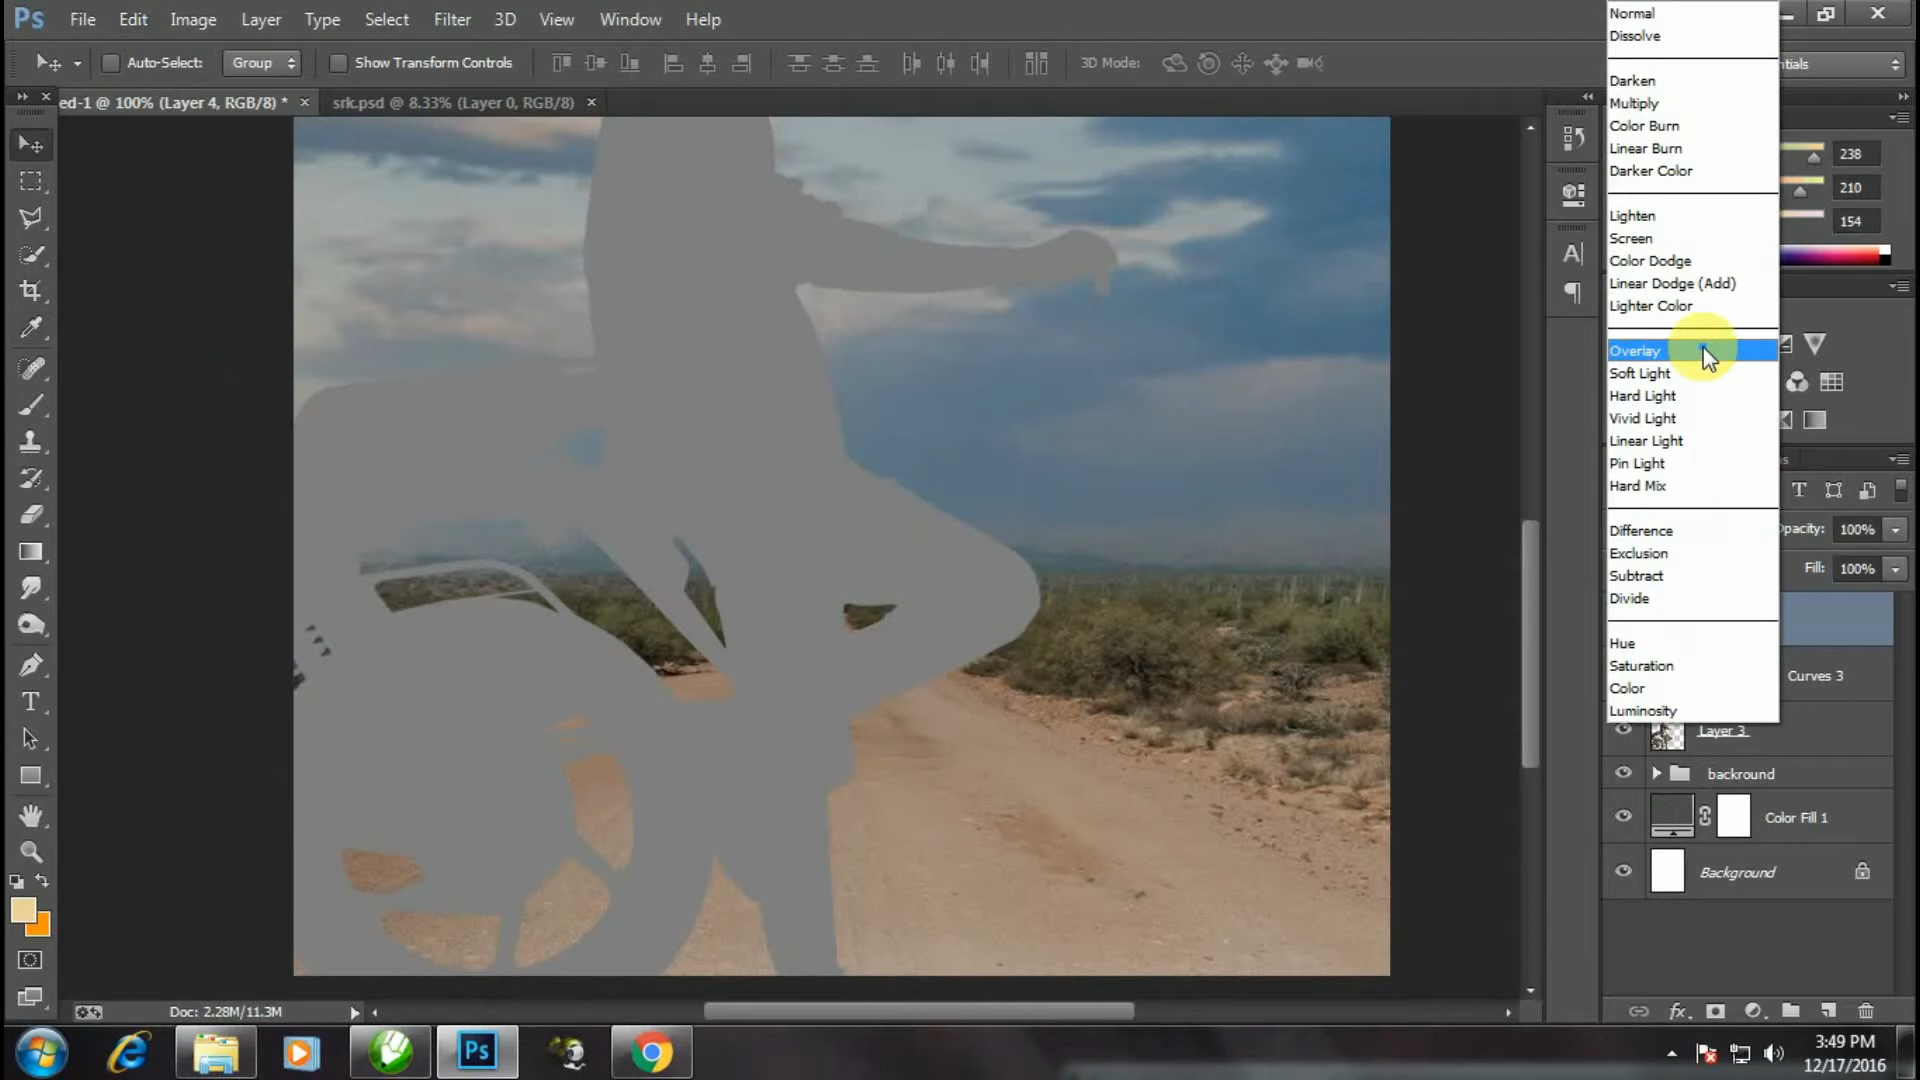 Ps File Edit Image Layer Type Select Filter 3D View Window Help
Auto-Select: Group Show Transform Controls 3D Mode: ntials
ed-1 @ 100% (Layer 4, RGB/8) * × srk.psd @ 8.33% (Layer 0, RGB/8) ×
Normal
Dissolve
Darken
Multiply
Color Burn
Linear Burn
Darker Color
Lighten
Screen
Color Dodge
Linear Dodge (Add)
Lighter Color
Overlay
Soft Light
Hard Light
Vivid Light
Linear Light
Pin Light
Hard Mix
Difference
Exclusion
Subtract
Divide
Hue
Saturation
Color
Luminosity
238
210
154
ns
T
pacity: 100%
Fill: 100%
Curves 3
Layer 3
backround
Color Fill 1
Background
fx
Doc: 2.28M/11.3M
Ps
3:49 PM
12/17/2016